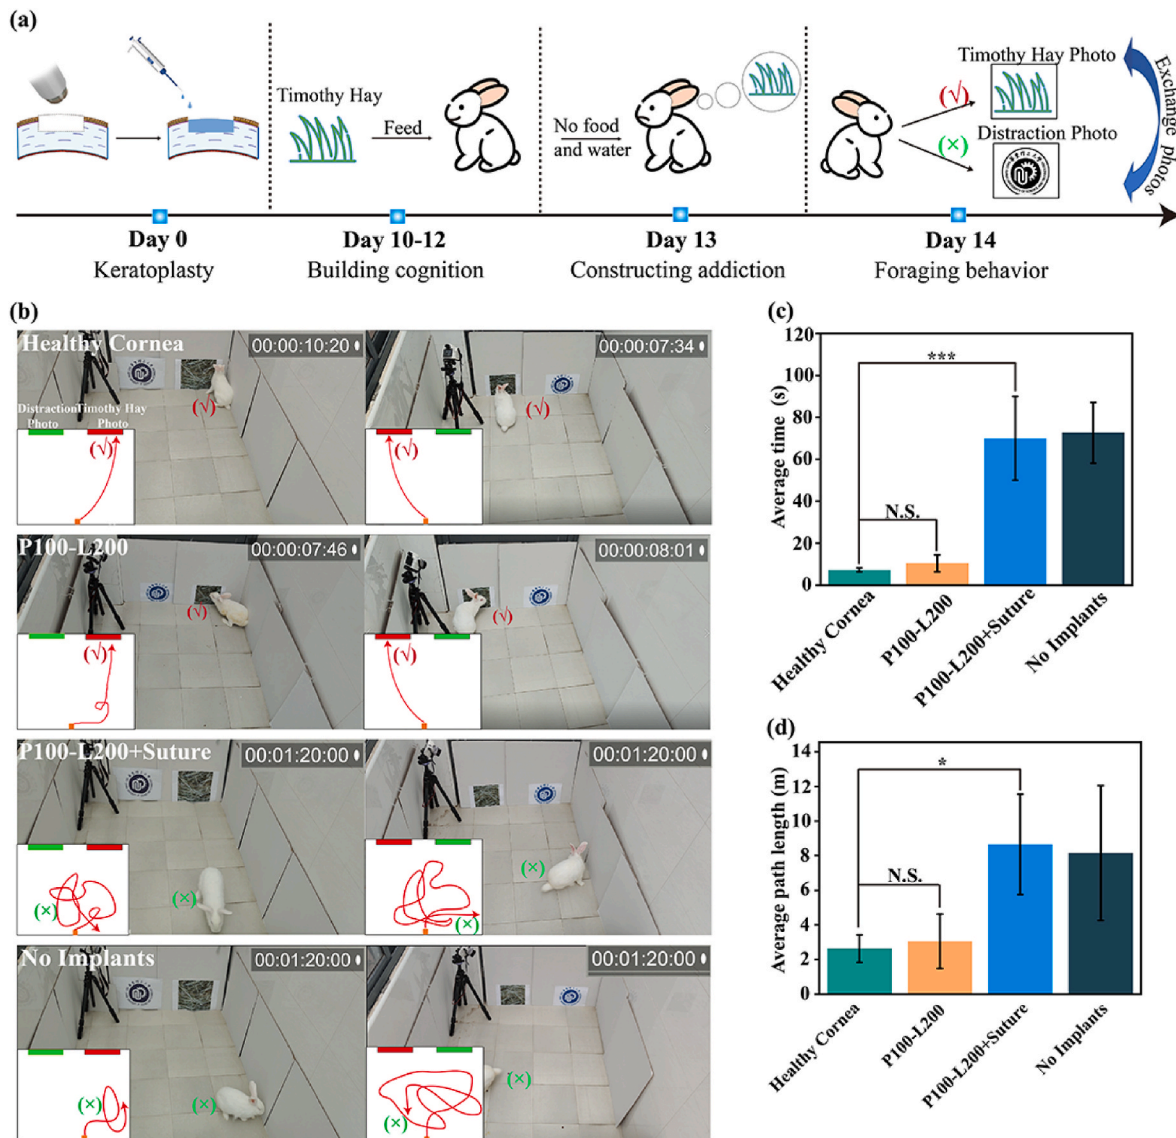 (a)
Timothy Hay
Feed
No food
and water
Timothy Hay Photo
(√)
Distraction Photo
(×)
Exchange photos
Day 0
Keratoplasty
Day 10-12
Building cognition
Day 13
Constructing addiction
Day 14
Foraging behavior
(b)
Healthy Cornea
00:00:10:20
(√)
Distraction
Photo
Timothy Hay
Photo
(√)
00:00:07:34
(√)
(√)
P100-L200
00:00:07:46
(√)
(√)
00:00:08:01
(√)
(√)
P100-L200+Suture
00:01:20:00
(×)
(×)
00:01:20:00
(×)
(×)
No Implants
00:01:20:00
(×)
(×)
00:01:20:00
(×)
(×)
(c)
Average time (s)
120
100
80
60
40
20
0
***
N.S.
Healthy Cornea
P100-L200
P100-L200+Suture
No Implants
(d)
Average path length (m)
14
12
10
8
6
4
2
0
*
N.S.
Healthy Cornea
P100-L200
P100-L200+Suture
No Implants